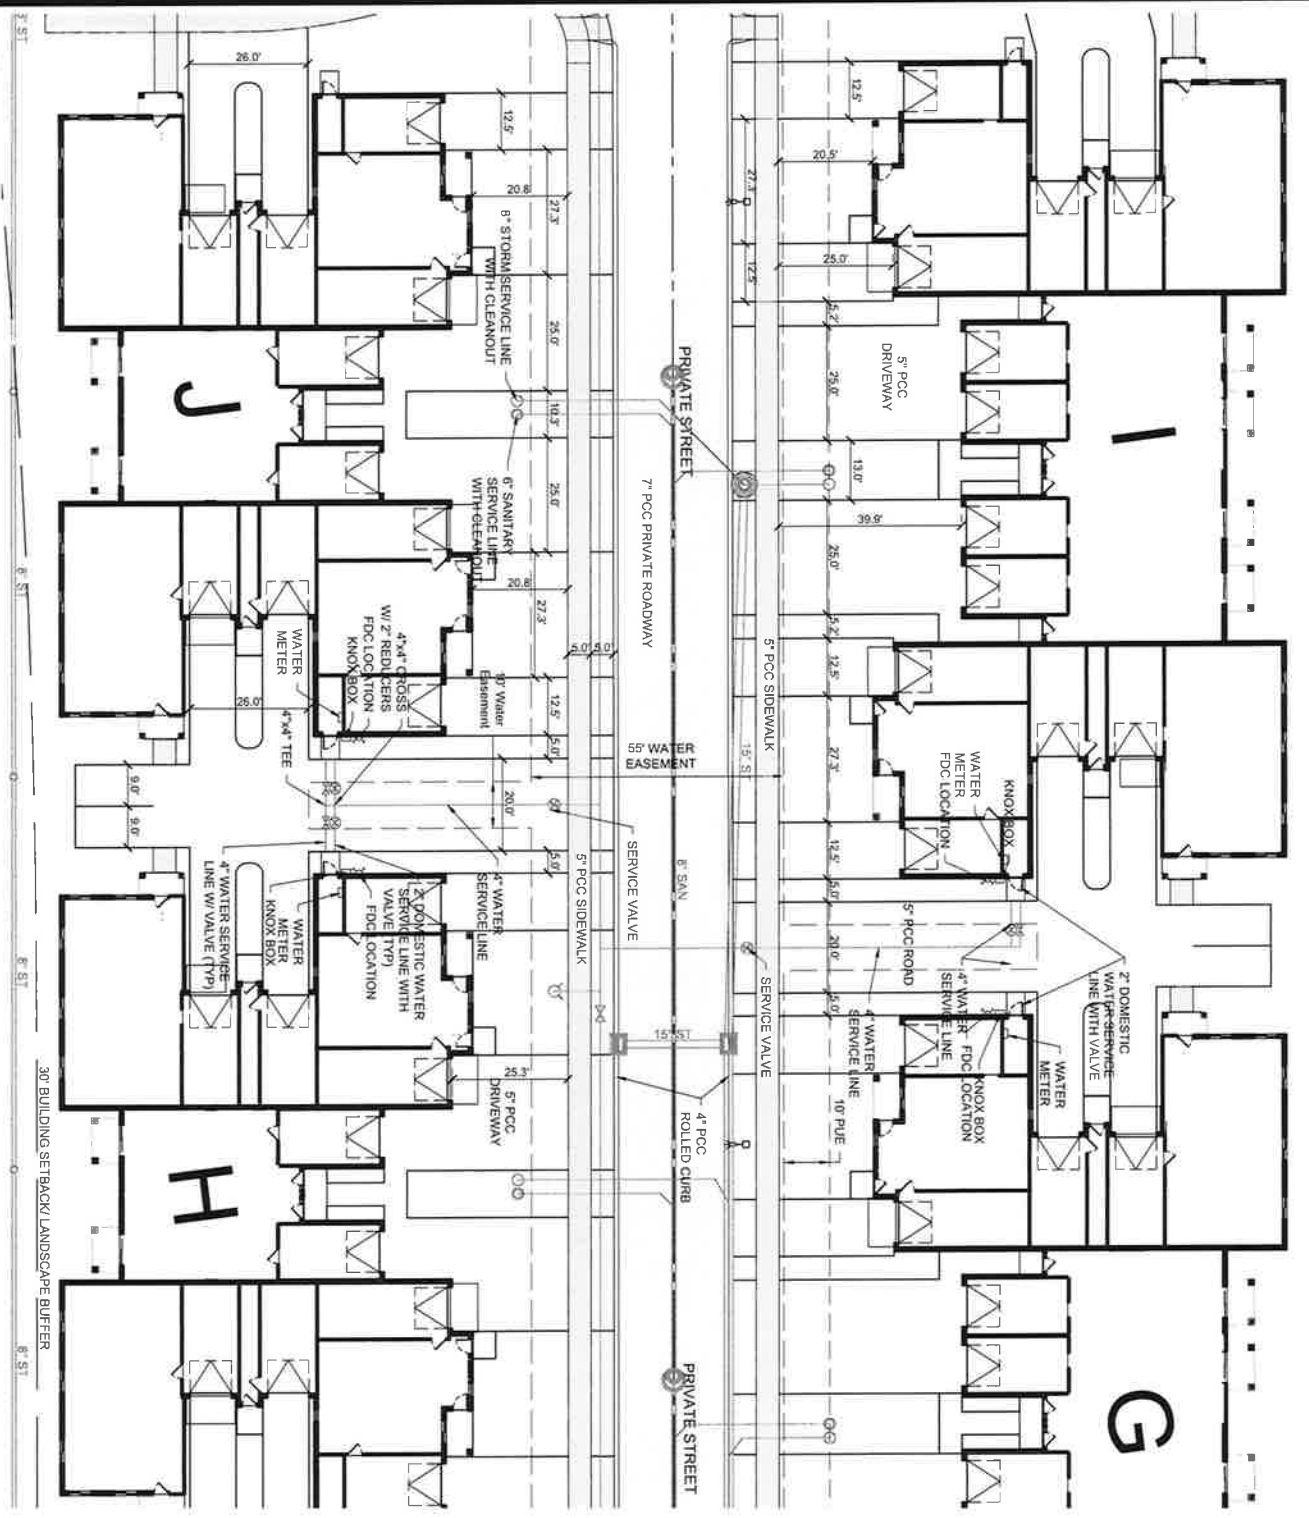 8" ST
26.0'
12.5'
27.3'
20.8
8" STORM SERVICE LINE
WITH CLEANOUT
25.0'
10.3'
25.0'
6" SANITARY
SERVICE LINE
WITH CLEANOUT
J
20.8
27.3'
5.0'
5.0'
12.5'
5.0'
10' Water
Easement
4"x4" CROSS
W/ 2" REDUCERS
FDC LOCATION
KNOX BOX
WATER
METER
26.0'
4"x4" TEE
9.0'
9.0'
20.0'
5.0'
8" ST
4" WATER SERVICE
LINE W/ VALVE (TYP)
WATER
METER
KNOX BOX
FDC LOCATION
2" DOMESTIC WATER
SERVICE LINE WITH
VALVE (TYP)
4" WATER
SERVICE LINE
5" PCC SIDEWALK
SERVICE VALVE
8" ST
25.3'
5" PCC
DRIVEWAY
H
30' BUILDING SETBACK/ LANDSCAPE BUFFER
8" ST
PRIVATE STREET
7" PCC PRIVATE ROADWAY
55' WATER
EASEMENT
8" SAN
15" ST
4" PCC
ROLLED CURB
PRIVATE STREET
12.5'
20.5'
27.3'
25.0'
12.5'
5.2'
25.0'
5" PCC
DRIVEWAY
I
13.0'
39.9'
25.0'
5.2'
12.5'
5" PCC SIDEWALK
15" S
27.3'
WATER
METER
FDC LOCATION
KNOX BOX
12.5'
5.0'
5" PCC ROAD
20.0'
5.0'
SERVICE VALVE
4" WATER
SERVICE LINE
4" WATER
SERVICE LINE
2" DOMESTIC
WATER SERVICE
LINE WITH VALVE
WATER
METER
KNOX BOX
FDC LOCATION
10' PUE
G